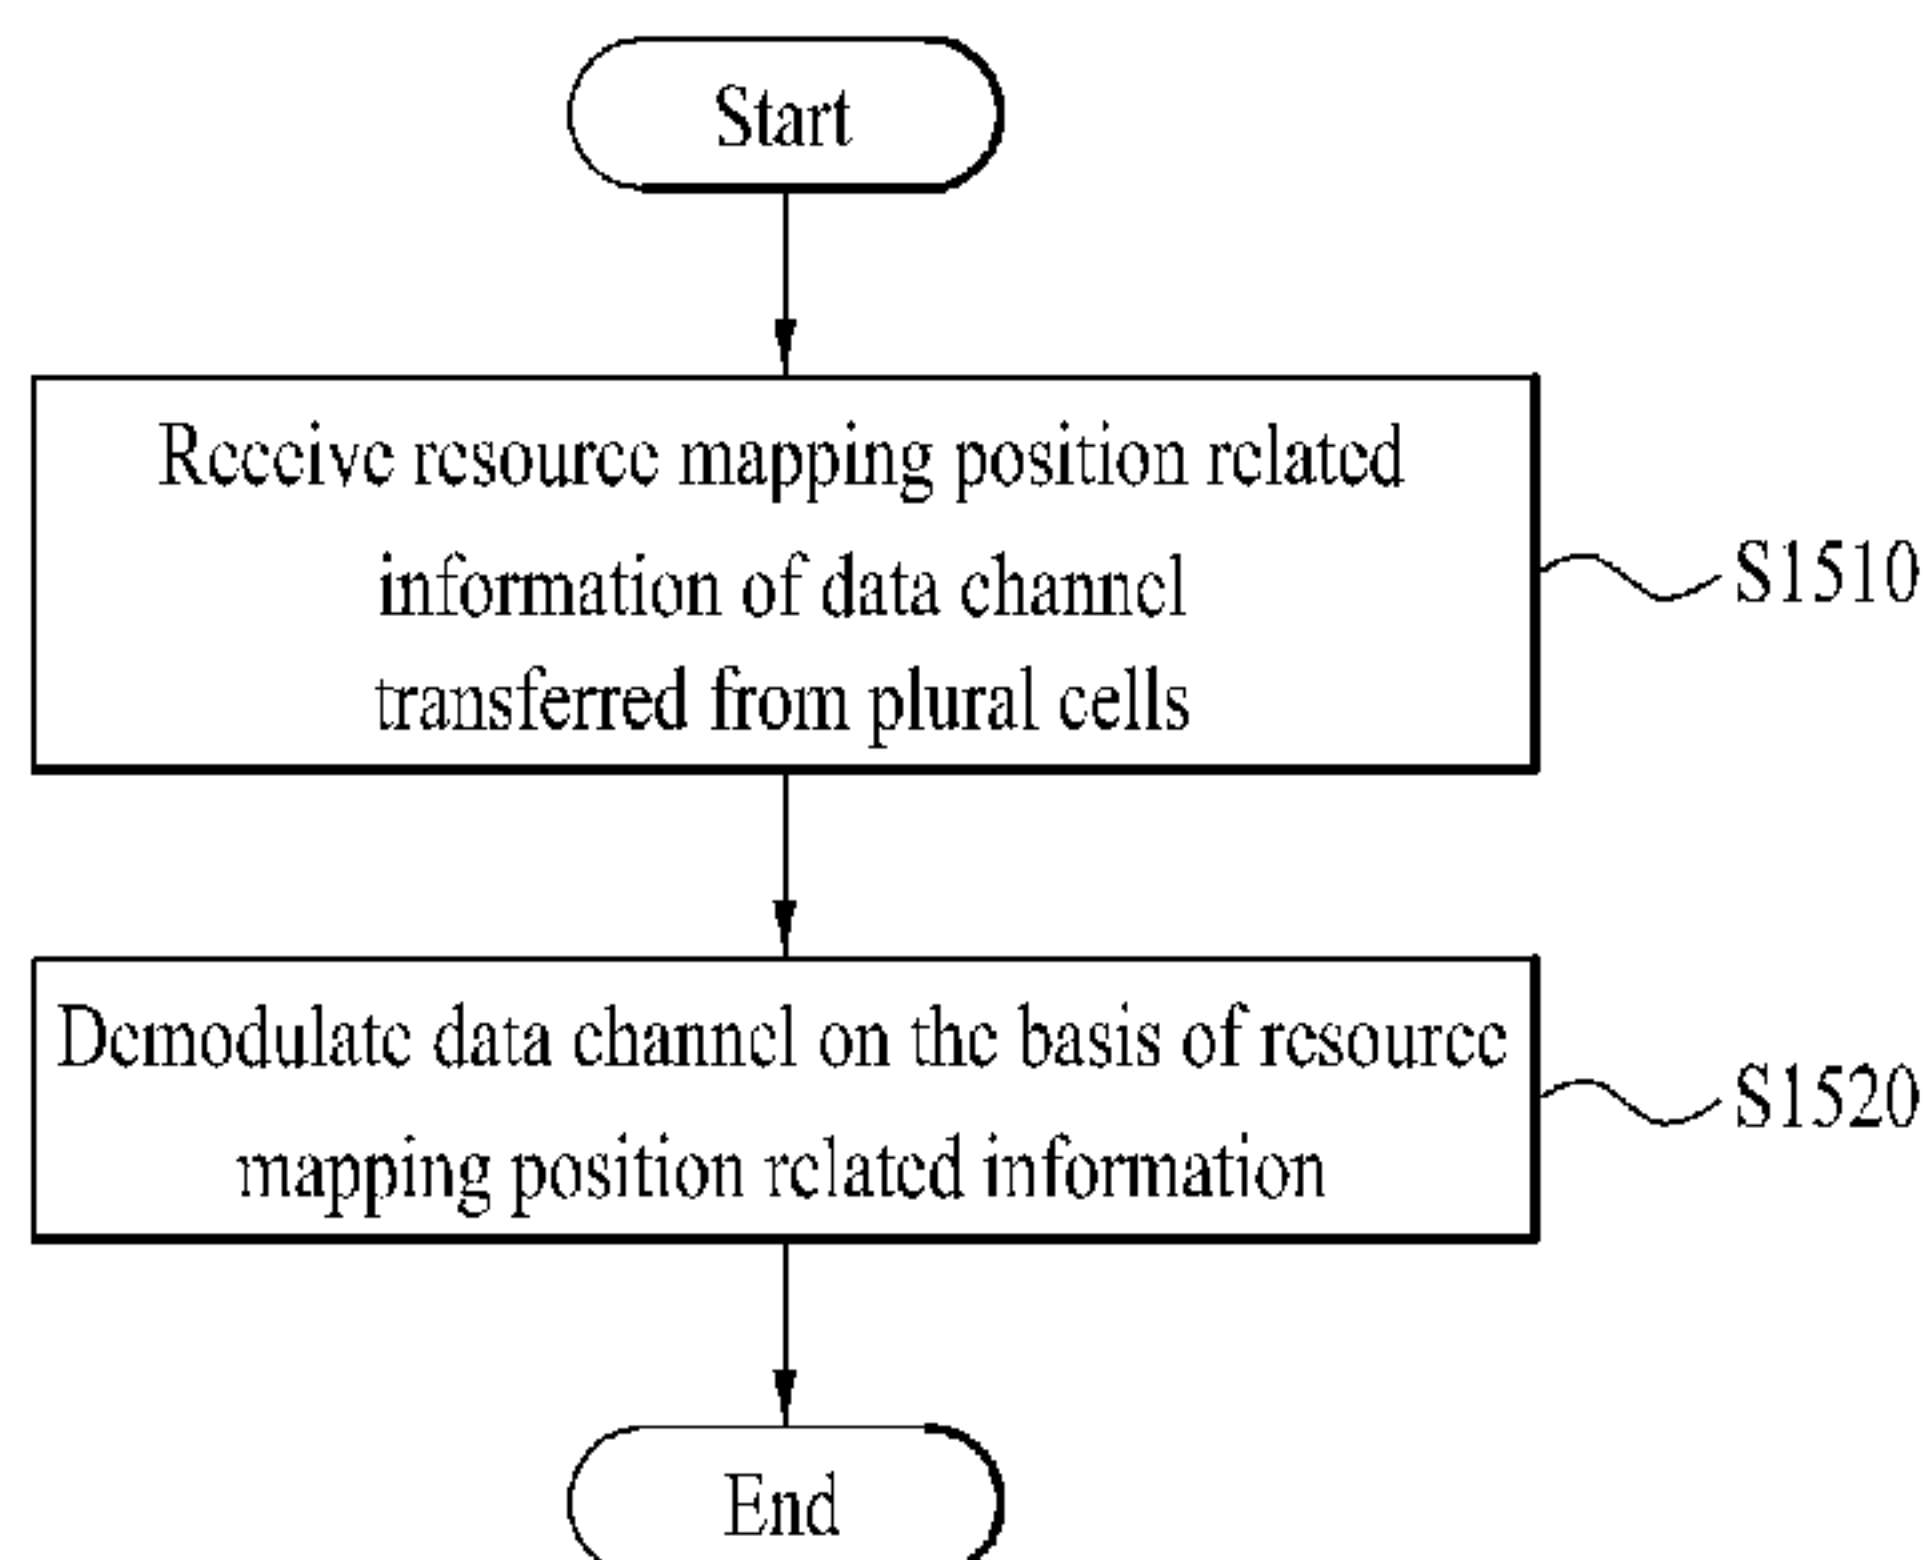 Start
Receive resource mapping position related
information of data channel
transferred from plural cells
S1510
Demodulate data channel on the basis of resource
mapping position related information
S1520
End